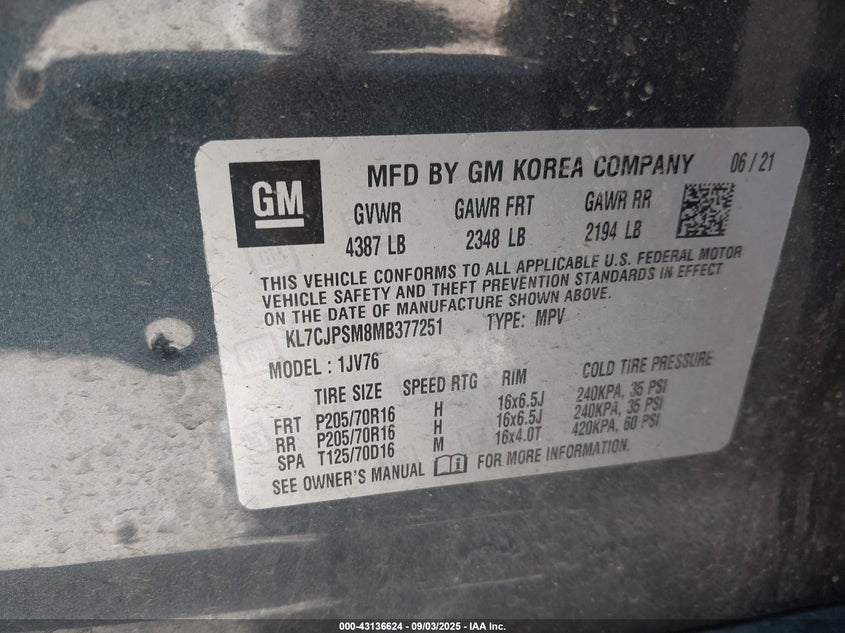 GM
MFD BY GM KOREA COMPANY 06/21
GVWR GAWR FRT GAWR RR
4387 LB 2348 LB 2194 LB
THIS VEHICLE CONFORMS TO ALL APPLICABLE U.S. FEDERAL MOTOR
VEHICLE SAFETY AND THEFT PREVENTION STANDARDS IN EFFECT
ON THE DATE OF MANUFACTURE SHOWN ABOVE.
KL7CJPSM8MB377251 TYPE: MPV
MODEL : 1JV76
TIRE SIZE SPEED RTG RIM COLD TIRE PRESSURE
FRT P205/70R16 H 16x6.5J 240KPA, 35 PSI
RR P205/70R16 H 16x6.5J 240KPA, 35 PSI
SPA T125/70D16 M 16x4.0T 420KPA, 60 PSI
SEE OWNER'S MANUAL FOR MORE INFORMATION.
000-43136624 - 09/03/2025 - IAA Inc.